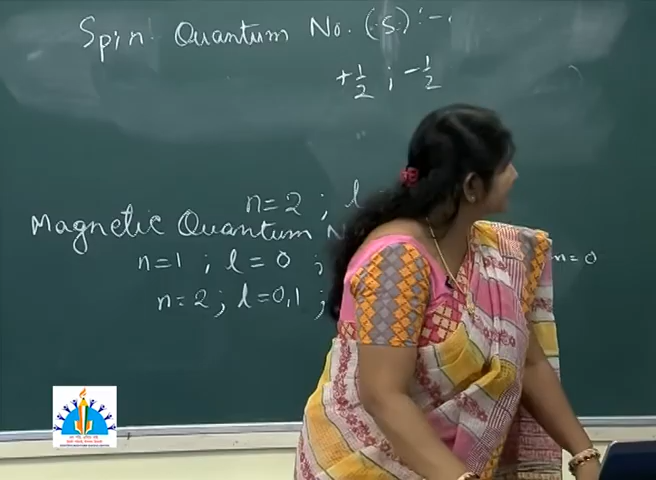 Spin Quantum No. (s) :-
+1/2 ; -1/2
n=2 ; l
Magnetic Quantum N
n=1 ; l=0 ; m=0
n=2 ; l=0,1 ;